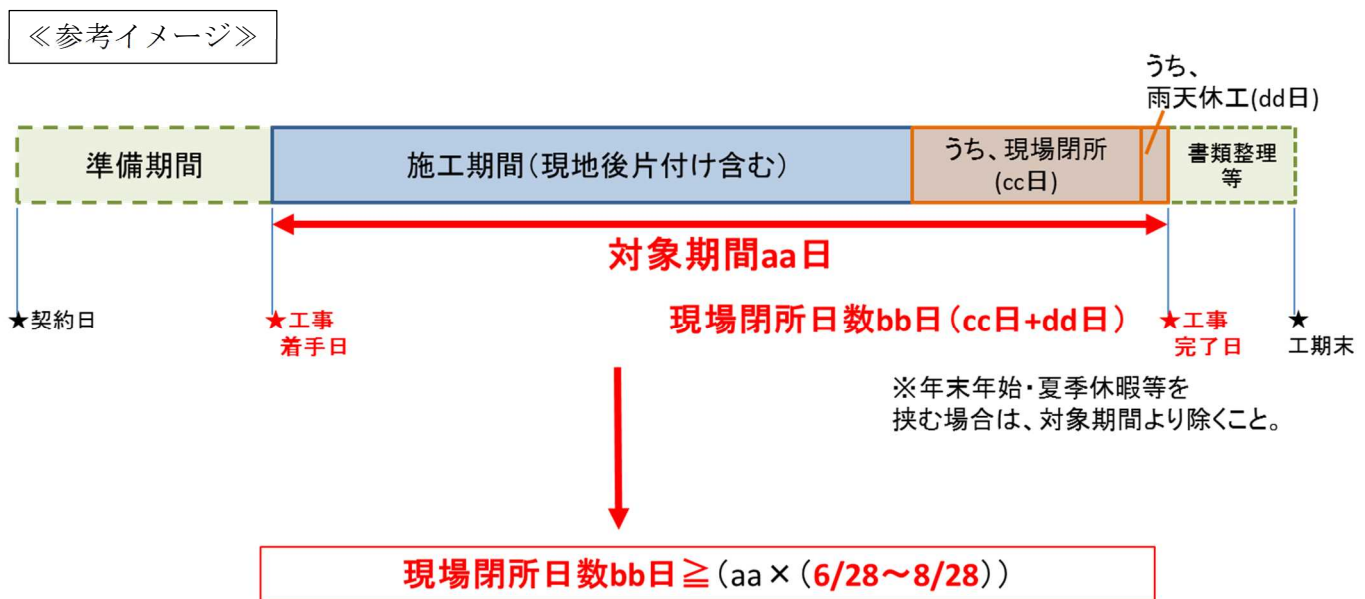 ≪参考イメージ≫
うち、
雨天休工(dd日)
準備期間
施工期間(現地後片付け含む)
うち、現場閉所
(cc日)
書類整理
等
対象期間aa日
★契約日
★工事
着手日
現場閉所日数bb日(cc日+dd日)
★工事
完了日
★
工期末
※年末年始・夏季休暇等を
挟む場合は、対象期間より除くこと。
現場閉所日数bb日≧(aa×(6/28～8/28))